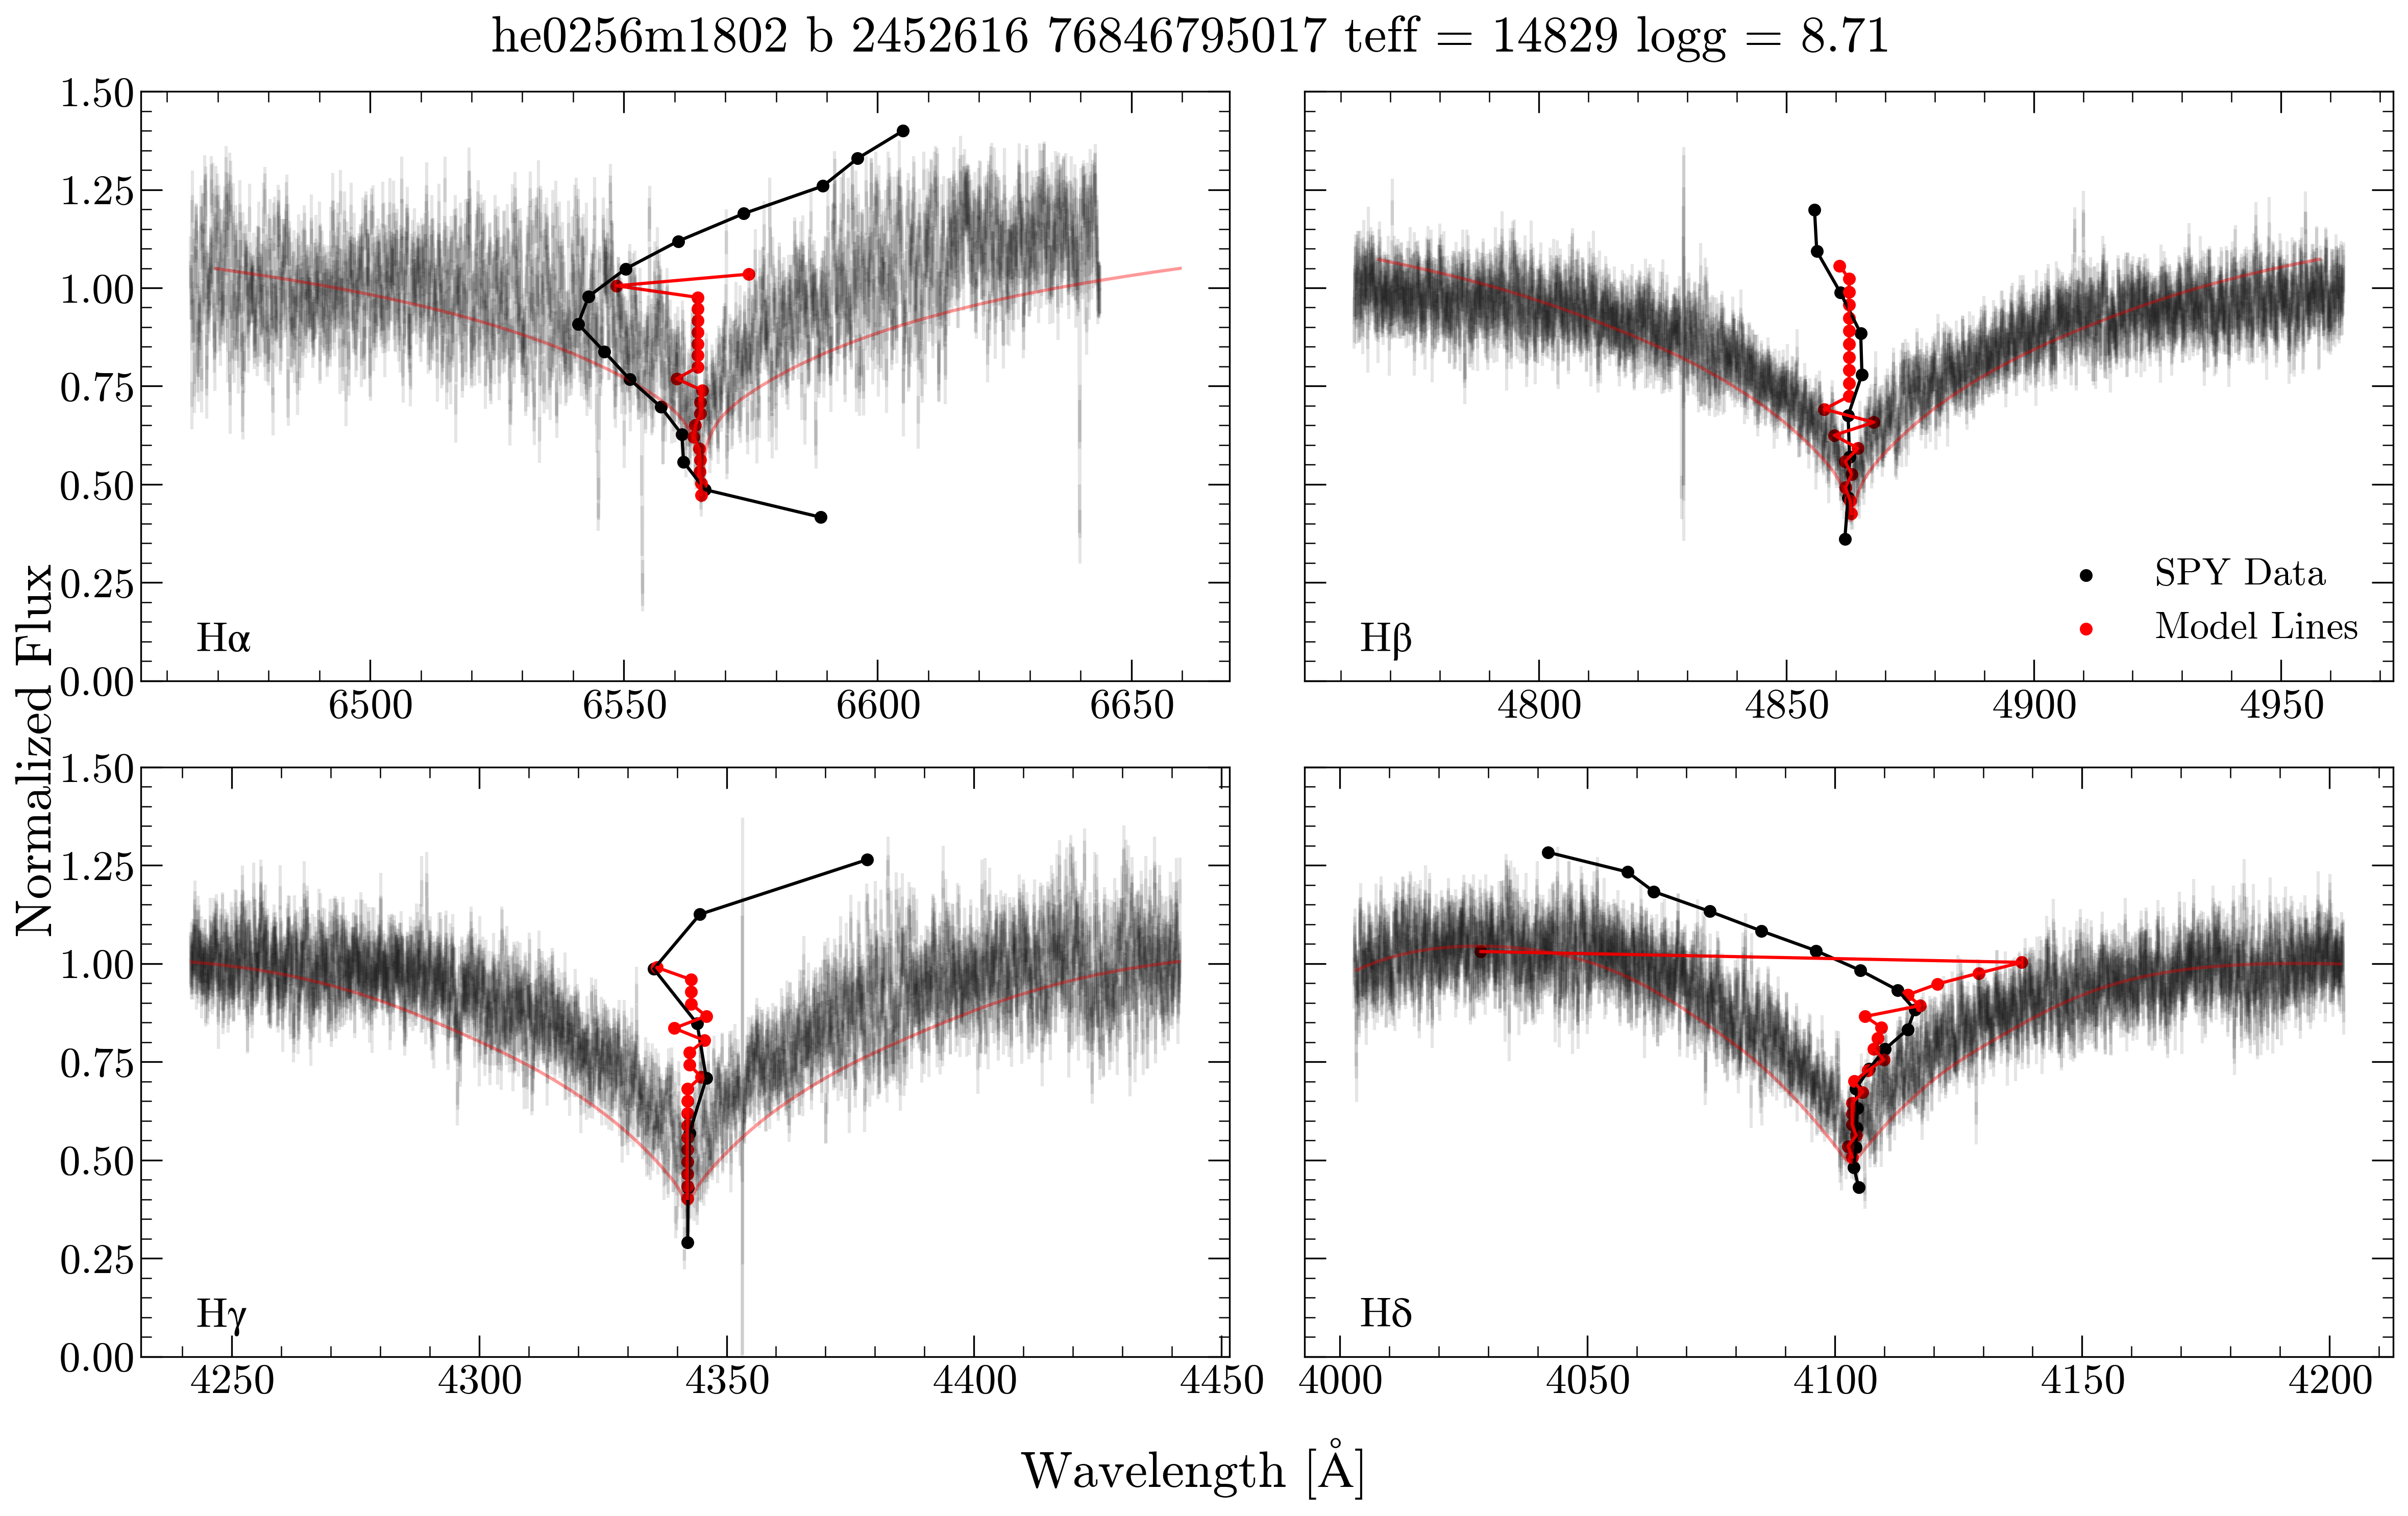 he0256m1802 b 2452616 76846795017 teff = 14829 logg = 8.71
Normalized Flux
1.50
1.25
1.00
0.75
0.50
0.25
0.00
Hα
6500 6550 6600 6650
Hβ
SPY Data
Model Lines
4800 4850 4900 4950
1.50
1.25
1.00
0.75
0.50
0.25
0.00
Hγ
4250 4300 4350 4400 4450
Hδ
4000 4050 4100 4150 4200
Wavelength [Å]